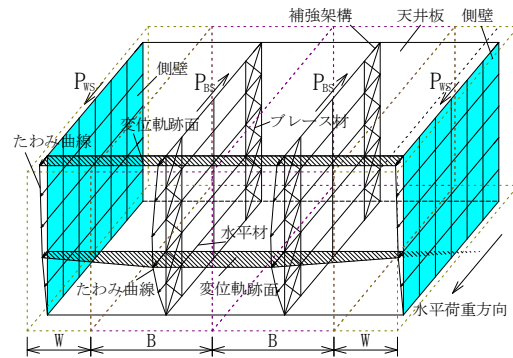 補強架構
天井板
側壁
側壁
P_WS
P_BS
P_BS
P_WS
変位軌跡面
ブレース材
たわみ曲線
水平材
たわみ曲線
変位軌跡面
水平荷重方向
W
B
B
W